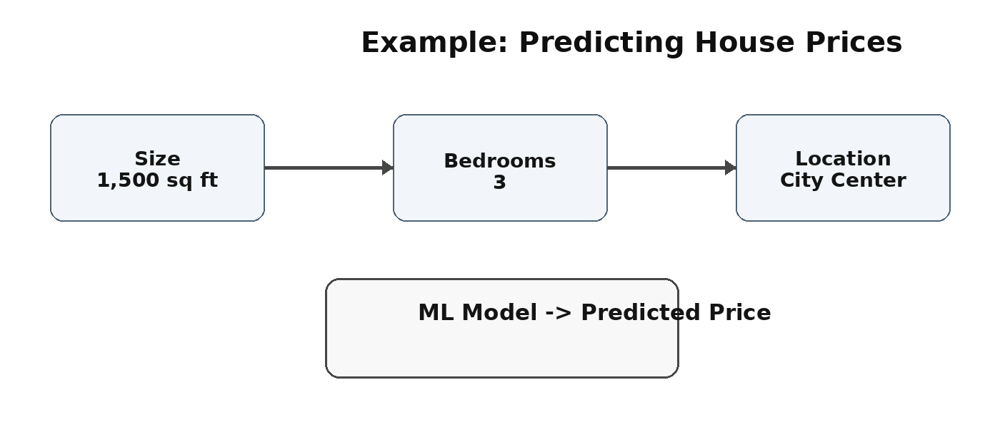 Example: Predicting House Prices
Size
1,500 sq ft
Bedrooms
3
Location
City Center
ML Model -> Predicted Price